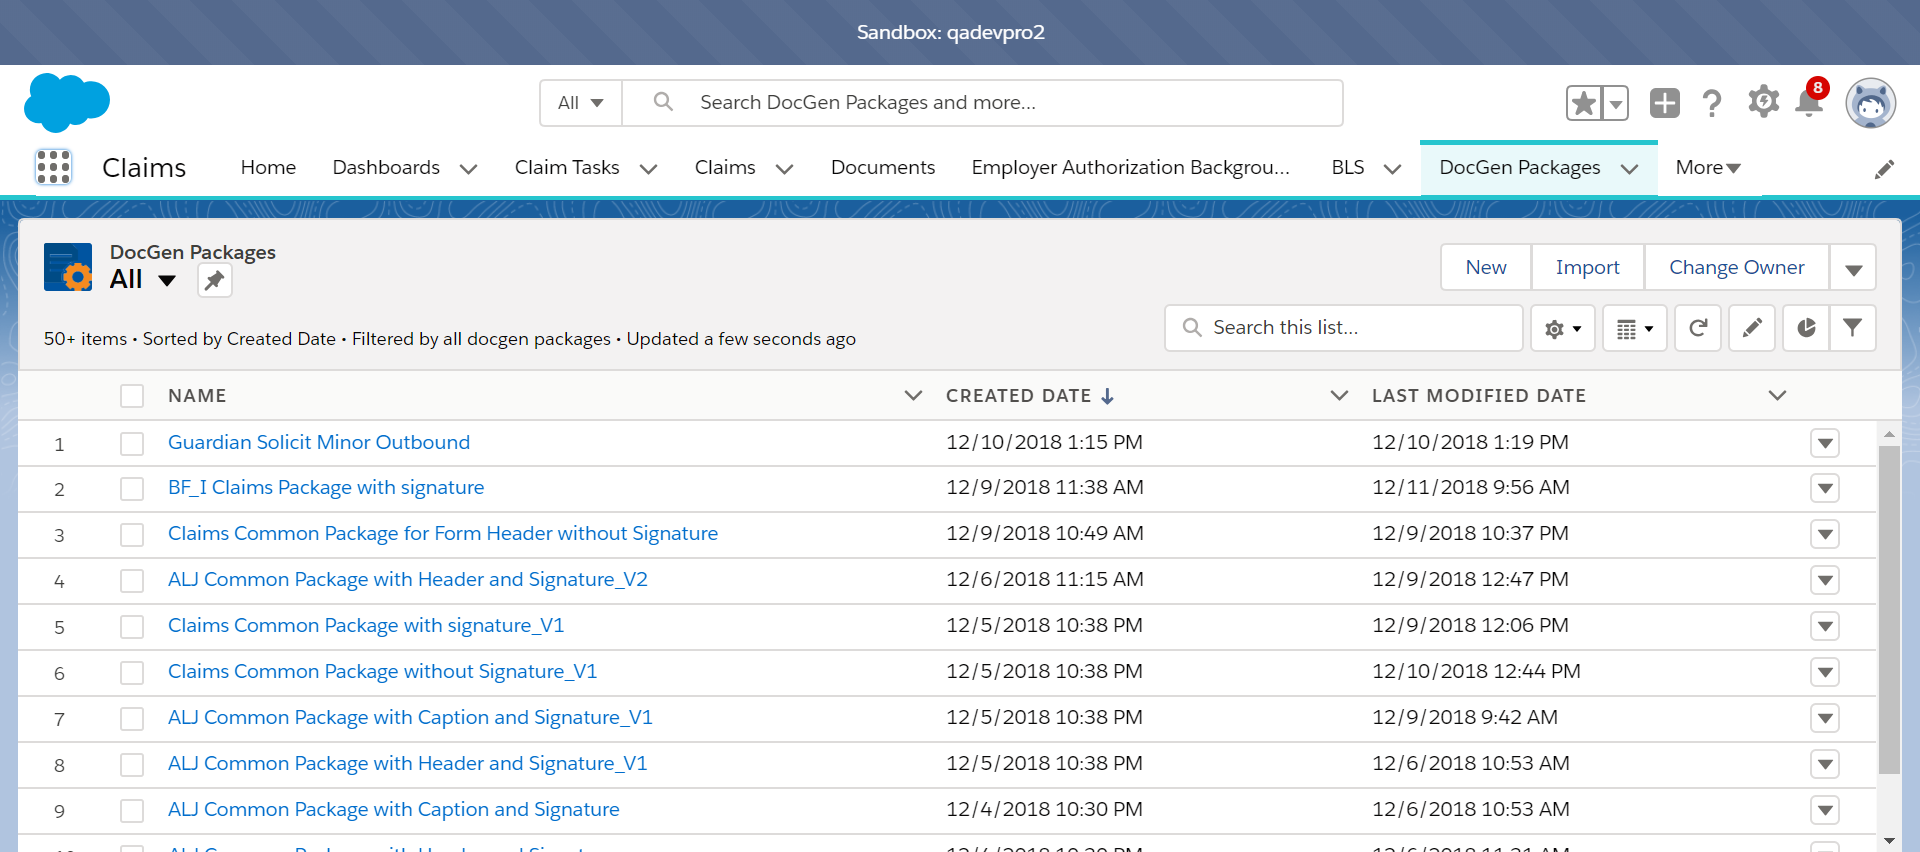 Sandbox: qadevpro2
All
Search DocGen Packages and more...
8
Claims
Home
Dashboards
Claim Tasks
Claims
Documents
Employer Authorization Backgrou...
BLS
DocGen Packages
More
DocGen Packages
All
New
Import
Change Owner
50+ items • Sorted by Created Date • Filtered by all docgen packages • Updated a few seconds ago
Search this list...
NAME CREATED DATE LAST MODIFIED DATE
1 Guardian Solicit Minor Outbound 12/10/2018 1:15 PM 12/10/2018 1:19 PM
2 BF_I Claims Package with signature 12/9/2018 11:38 AM 12/11/2018 9:56 AM
3 Claims Common Package for Form Header without Signature 12/9/2018 10:49 AM 12/9/2018 10:37 PM
4 ALJ Common Package with Header and Signature_V2 12/6/2018 11:15 AM 12/9/2018 12:47 PM
5 Claims Common Package with signature_V1 12/5/2018 10:38 PM 12/9/2018 12:06 PM
6 Claims Common Package without Signature_V1 12/5/2018 10:38 PM 12/10/2018 12:44 PM
7 ALJ Common Package with Caption and Signature_V1 12/5/2018 10:38 PM 12/9/2018 9:42 AM
8 ALJ Common Package with Header and Signature_V1 12/5/2018 10:38 PM 12/6/2018 10:53 AM
9 ALJ Common Package with Caption and Signature 12/4/2018 10:30 PM 12/6/2018 10:53 AM